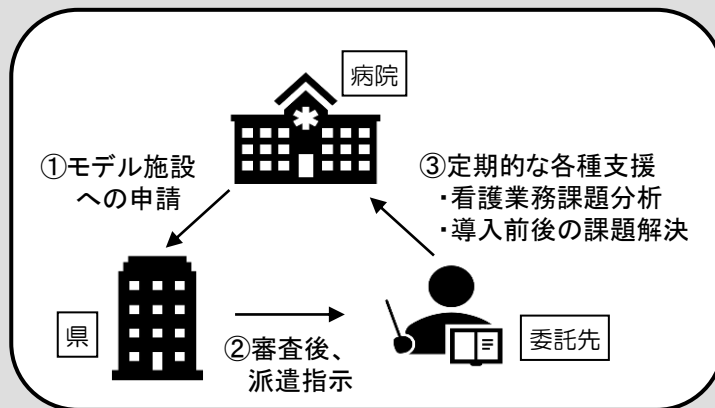 病院
①モデル施設
への申請
③定期的な各種支援
・看護業務課題分析
・導入前後の課題解決
県
②審査後、
派遣指示
委託先